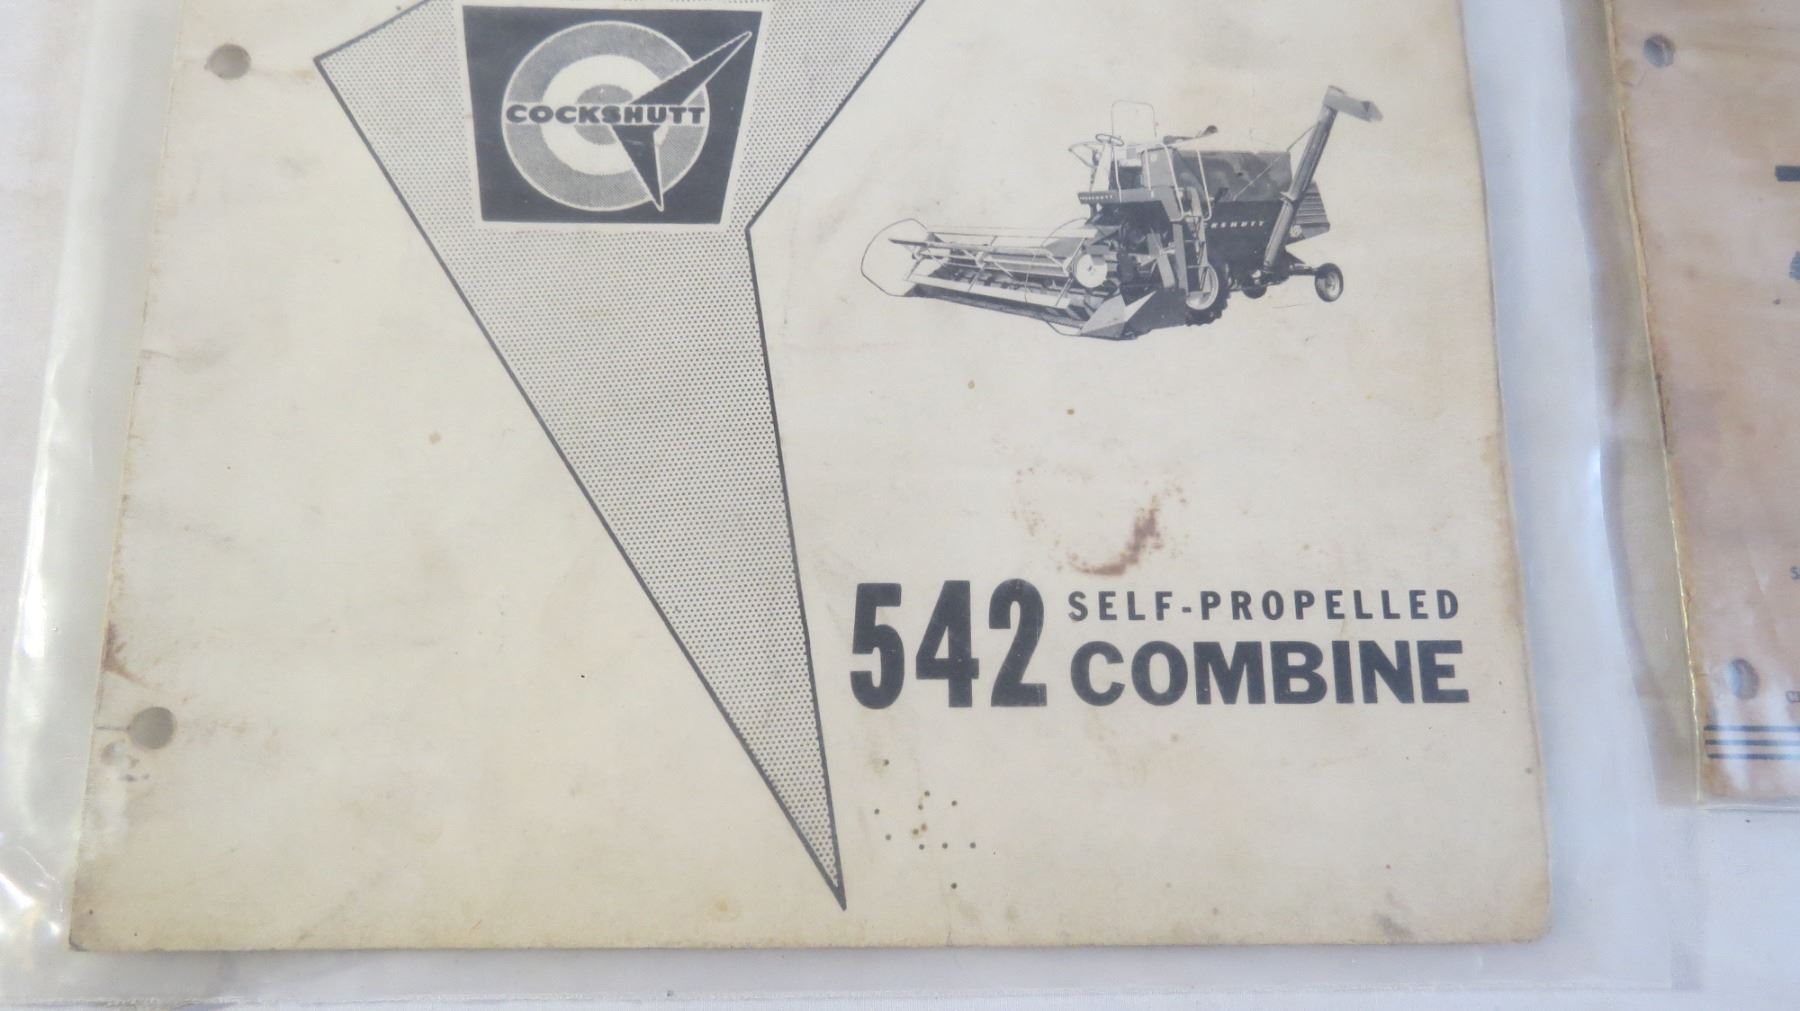 COCKSHUTT
542 SELF-PROPELLED
COMBINE